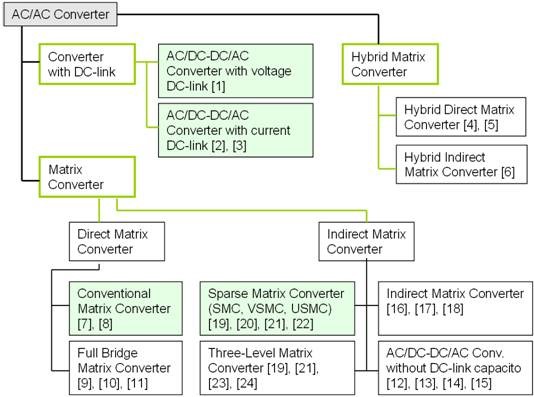 AC/AC Converter
Converter
with DC-link
AC/DC-DC/AC
Converter with voltage
DC-link [1]
AC/DC-DC/AC
Converter with current
DC-link [2], [3]
Hybrid Matrix
Converter
Hybrid Direct Matrix
Converter [4], [5]
Hybrid Indirect
Matrix Converter [6]
Matrix
Converter
Direct Matrix
Converter
Indirect Matrix
Converter
Conventional
Matrix Converter
[7], [8]
Full Bridge
Matrix Converter
[9], [10], [11]
Sparse Matrix Converter
(SMC, VSMC, USMC)
[19], [20], [21], [22]
Three-Level Matrix
Converter [19], [21],
[23], [24]
Indirect Matrix Converter
[16], [17], [18]
AC/DC-DC/AC Conv.
without DC-link capacito
[12], [13], [14], [15]